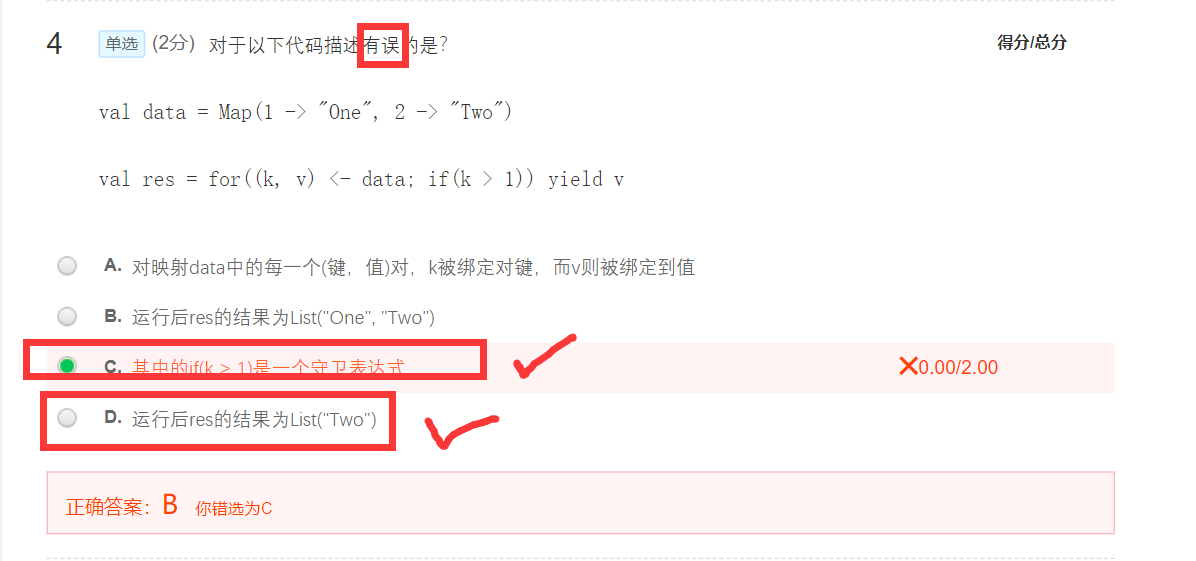 4 单选 (2分) 对于以下代码描述有误的是? 得分/总分
val data = Map(1 -> "One", 2 -> "Two")
val res = for((k, v) <- data; if(k > 1)) yield v
A. 对映射data中的每一个(键，值)对，k被绑定对键，而v则被绑定到值
B. 运行后res的结果为List("One", "Two")
C. 其中的if(k > 1)是一个守卫表达式 0.00/2.00
D. 运行后res的结果为List("Two")
正确答案：B 你错选为C